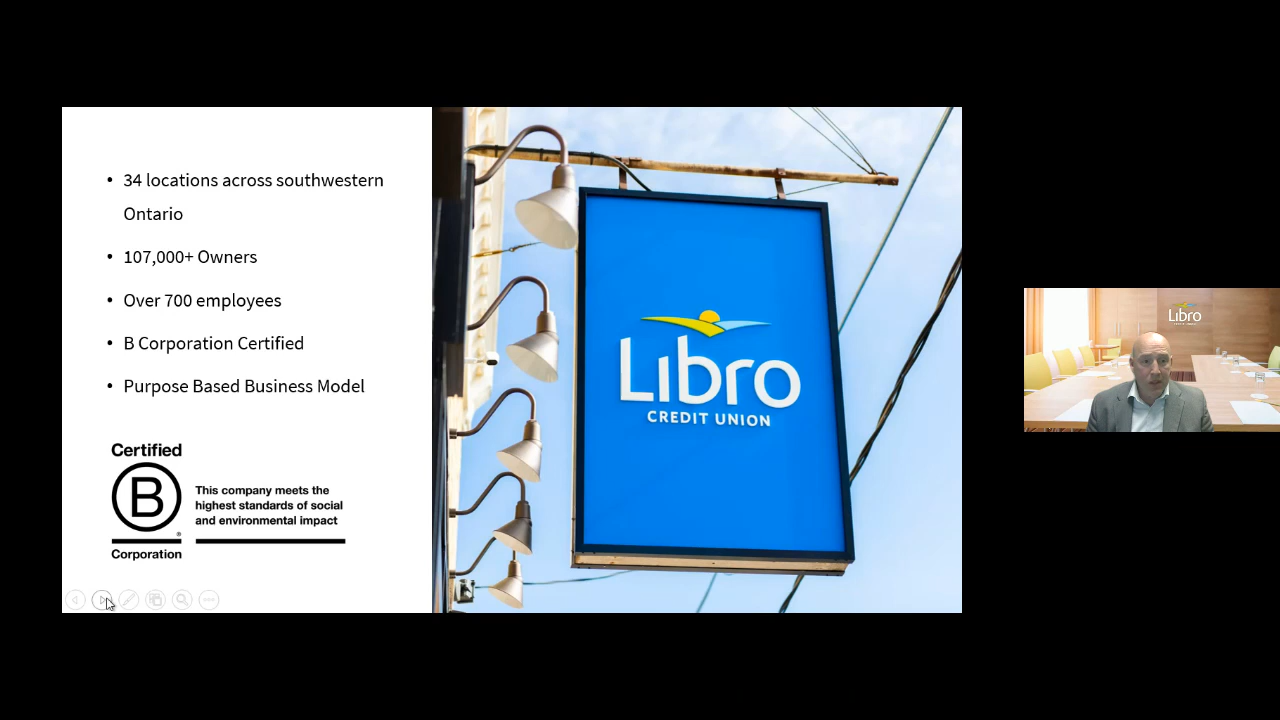 • 34 locations across southwestern
Ontario
• 107,000+ Owners
• Over 700 employees
• B Corporation Certified
• Purpose Based Business Model
Certified
B
®
Corporation
This company meets the
highest standards of social
and environmental impact
Libro
CREDIT UNION
Libro